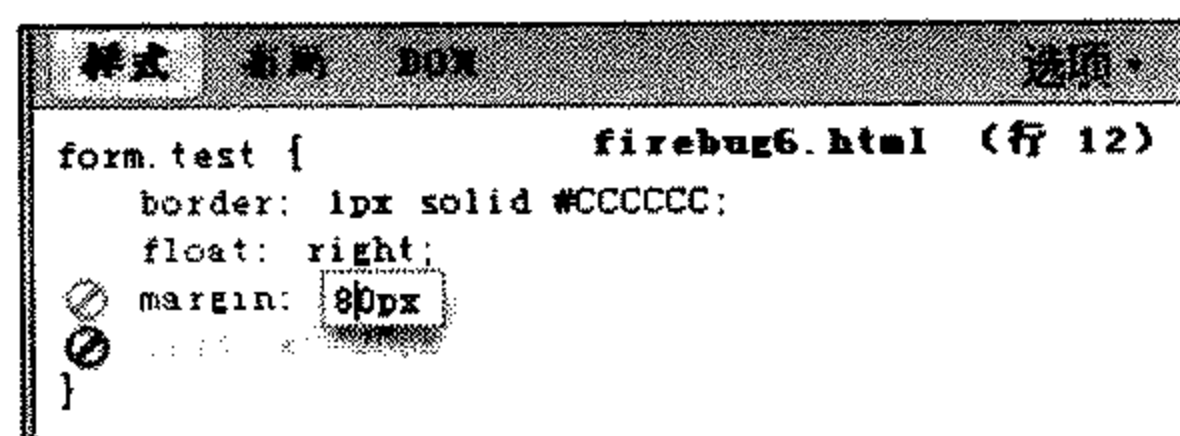 样式 布局 DOM 选项
form.test { firebug6.html (行 12)
border: 1px solid #CCCCCC;
float: right;
margin: 80px
}